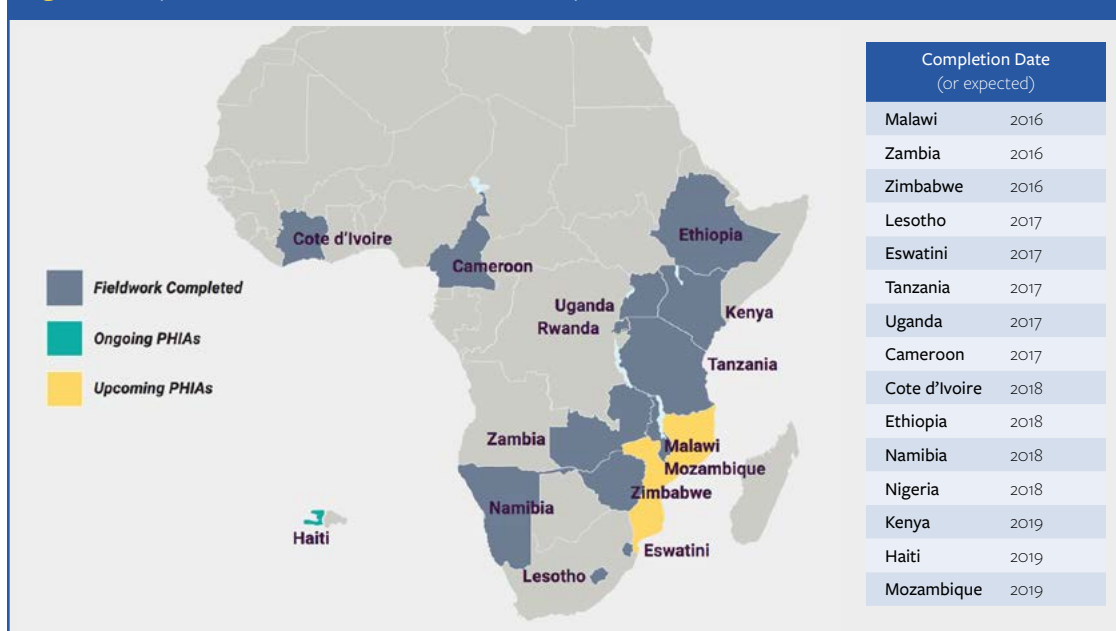 Cote d'Ivoire
Cameroon
Ethiopia
Uganda
Rwanda
Kenya
Tanzania
Zambia
Malawi
Mozambique
Zimbabwe
Namibia
Eswatini
Lesotho
Haiti
Fieldwork Completed
Ongoing PHIAs
Upcoming PHIAs
Completion Date
(or expected)
Malawi 2016
Zambia 2016
Zimbabwe 2016
Lesotho 2017
Eswatini 2017
Tanzania 2017
Uganda 2017
Cameroon 2017
Cote d'Ivoire 2018
Ethiopia 2018
Namibia 2018
Nigeria 2018
Kenya 2019
Haiti 2019
Mozambique 2019